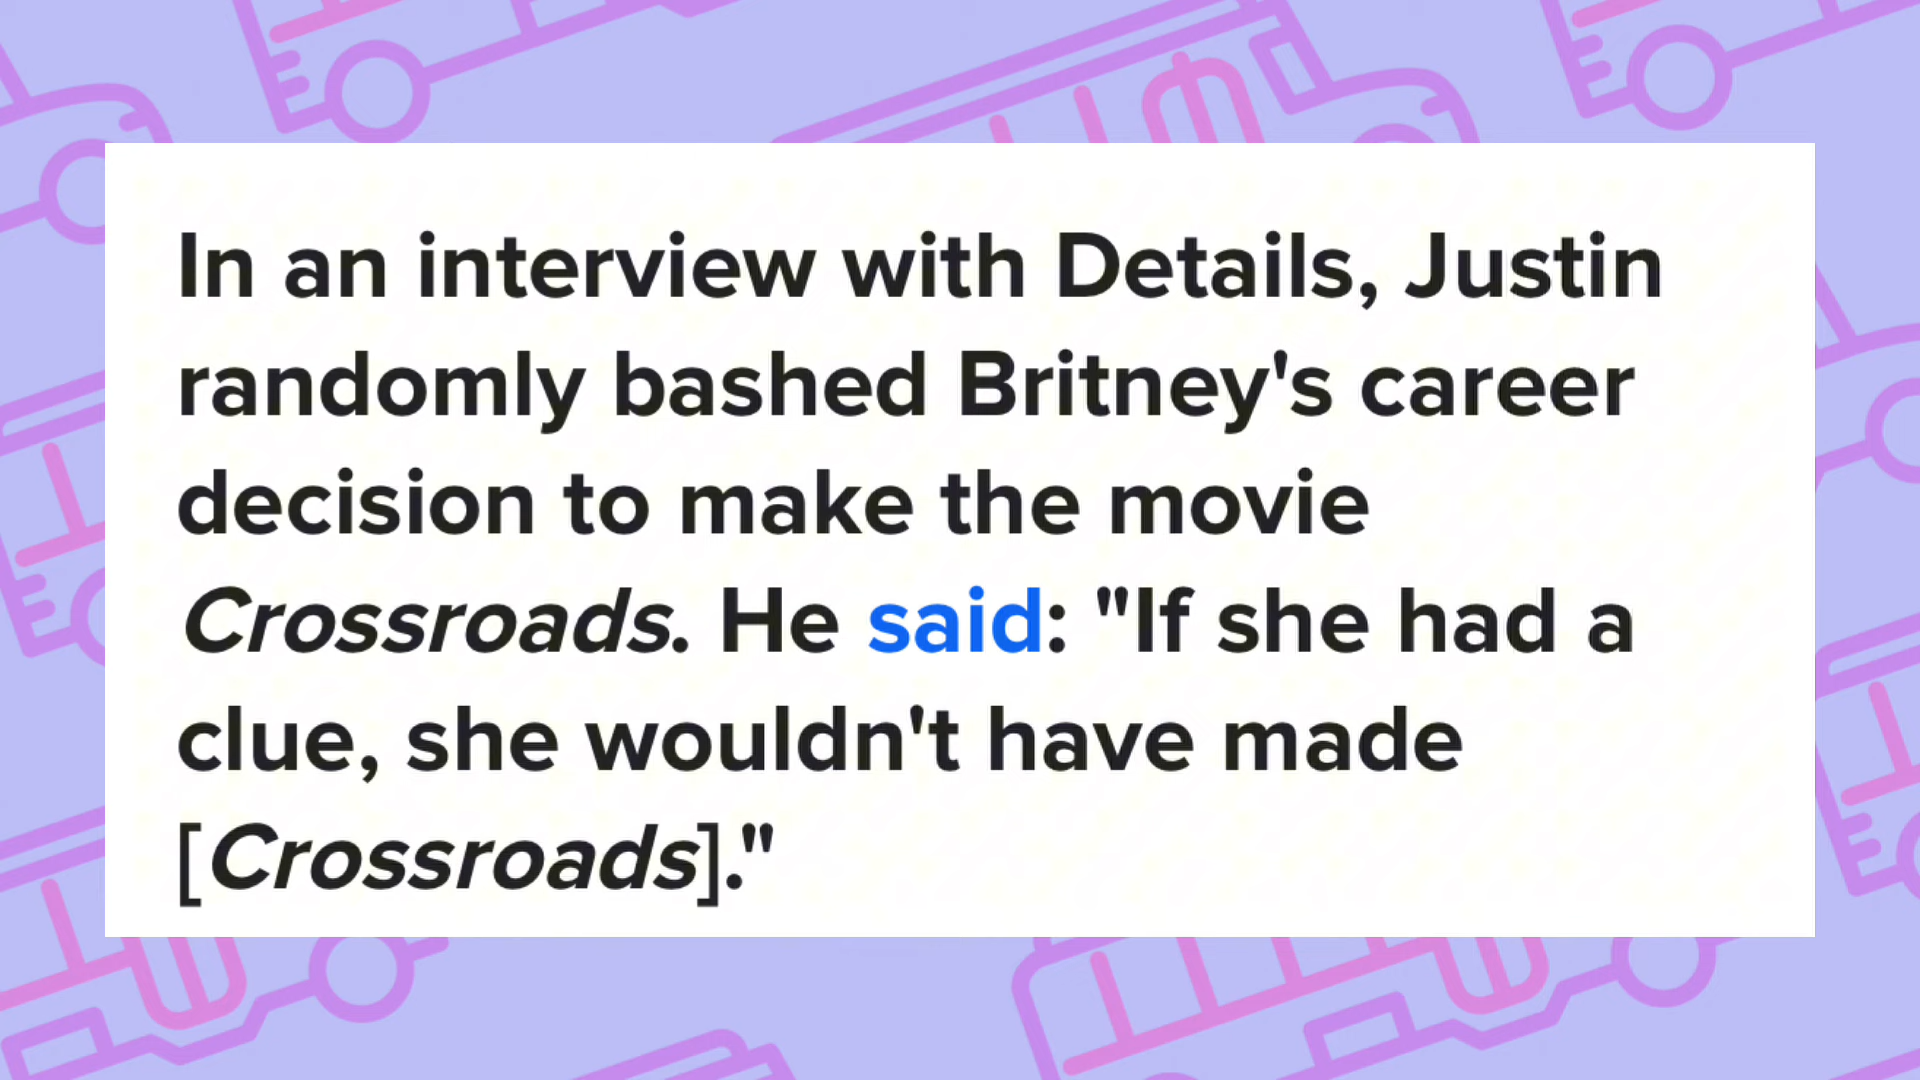 In an interview with Details, Justin
randomly bashed Britney's career
decision to make the movie
Crossroads. He said: "If she had a
clue, she wouldn't have made
[Crossroads]."